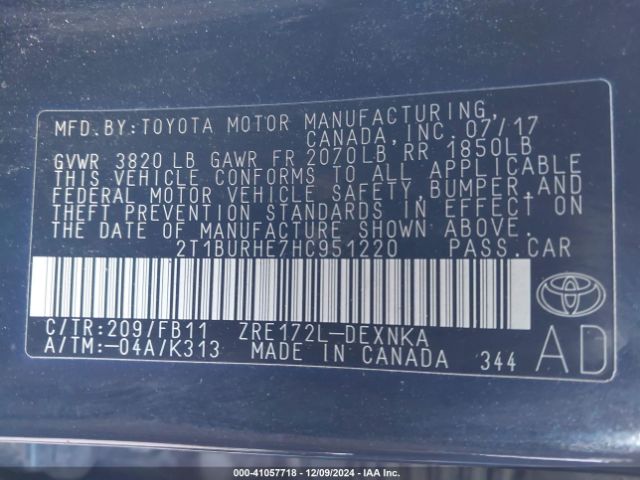 MFD.BY:TOYOTA MOTOR MANUFACTURING,
CANADA,INC.07/17
GVWR 3820LB GAWR FR 2070LB RR 1850LB
THIS VEHICLE CONFORMS TO ALL APPLICABLE
FEDERAL MOTOR VEHICLE SAFETY,BUMPER,AND
THEFT PREVENTION STANDARDS IN EFFECT ON
THE DATE OF MANUFACTURE SHOWN ABOVE.
2T1BURHE7HC951220 PASS.CAR
C/TR:209/FB11 ZRE172L-DEXNKA
A/TM:-04A/K313 MADE IN CANADA 344
AD
000-41057718 - 12/09/2024 - IAA Inc.